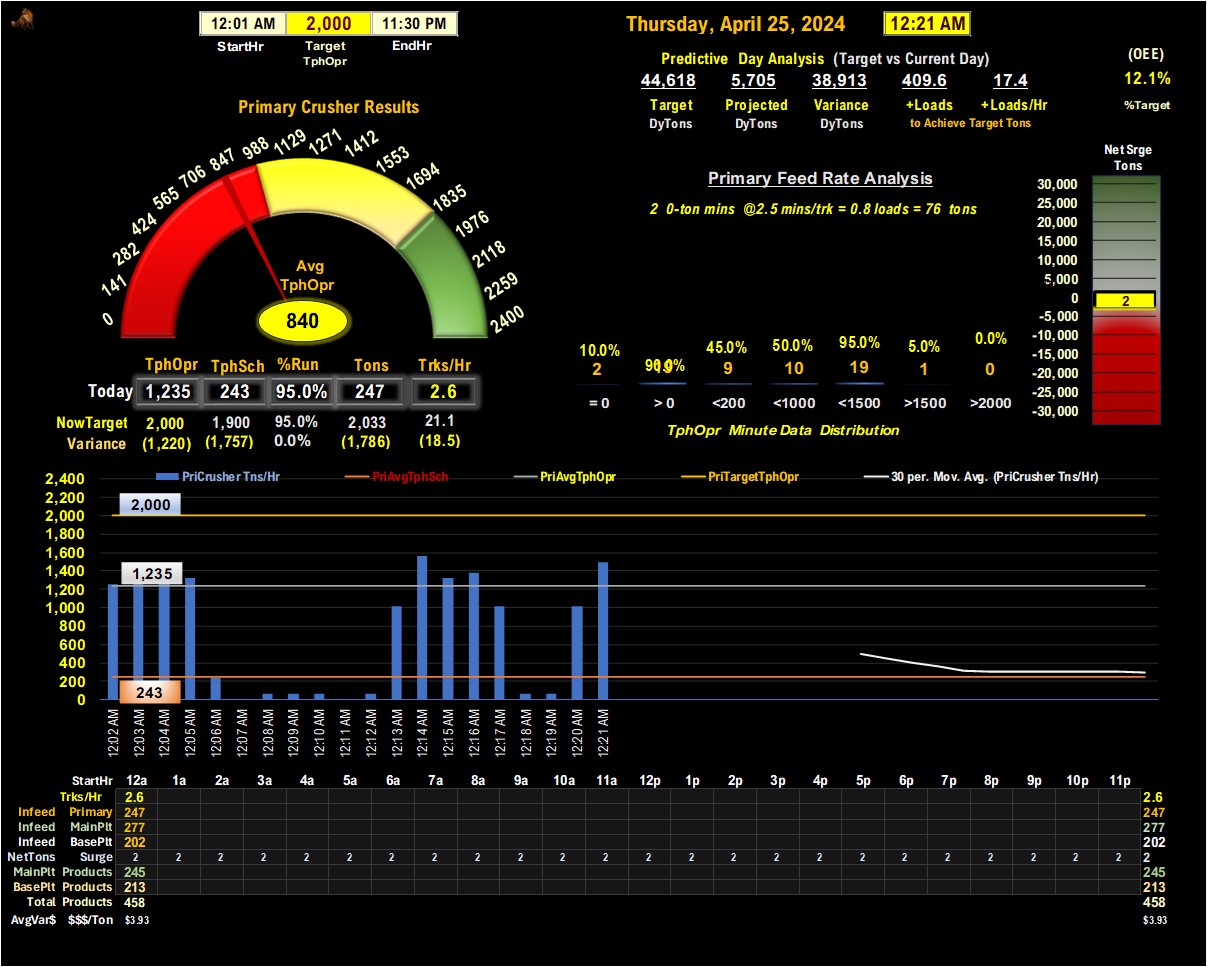 12:01 AM 2,000 11:30 PM
StartHr Target TphOpr EndHr
Thursday, April 25, 2024 12:21 AM
Predictive Day Analysis (Target vs Current Day)
44,618 5,705 38,913 409.6 17.4
Target Projected Variance +Loads +Loads/Hr
DyTons DyTons DyTons to Achieve Target Tons
(OEE)
12.1%
%Target
Primary Crusher Results
0 141 282 424 565 706 847 988 1129 1271 1412 1553 1694 1835 1976 2118 2259 2400
Avg
TphOpr
840
Primary Feed Rate Analysis
2 0-ton mins @2.5 mins/trk = 0.8 loads = 76 tons
Net Srge
Tons
30,000
25,000
20,000
15,000
10,000
5,000
0
2
-5,000
-10,000
-15,000
-20,000
-25,000
-30,000
10.0% 90.0% 45.0% 50.0% 95.0% 5.0% 0.0%
2 9 10 19 1 0
= 0 > 0 <200 <1000 <1500 >1500 >2000
TphOpr Minute Data Distribution
TphOpr TphSch %Run Tons Trks/Hr
Today 1,235 243 95.0% 247 2.6
NowTarget 2,000 1,900 95.0% 2,033 21.1
Variance (1,220) (1,757) 0.0% (1,786) (18.5)
PriCrusher Tns/Hr PriAvgTphSch PriAvgTphOpr PriTargetTphOpr 30 per. Mov. Avg. (PriCrusher Tns/Hr)
2,400
2,200
2,000
1,800
1,600
1,400
1,200
1,000
800
600
400
200
0
2,000
1,235
243
12:02 AM 12:03 AM 12:04 AM 12:05 AM 12:06 AM 12:07 AM 12:08 AM 12:09 AM 12:10 AM 12:11 AM 12:12 AM 12:13 AM 12:14 AM 12:15 AM 12:16 AM 12:17 AM 12:18 AM 12:19 AM 12:20 AM 12:21 AM
StartHr 12a 1a 2a 3a 4a 5a 6a 7a 8a 9a 10a 11a 12p 1p 2p 3p 4p 5p 6p 7p 8p 9p 10p 11p
Trks/Hr 2.6 2.6
Infeed Primary 247 247
Infeed MainPlt 277 277
Infeed BasePlt 202 202
NetTons Surge 2 2 2 2 2 2 2 2 2 2 2 2 2 2 2 2 2 2 2 2 2 2 2 2 2
MainPlt Products 245 245
BasePlt Products 213 213
Total Products 458 458
AvgVar$ $$$/Ton $3.93 $3.93